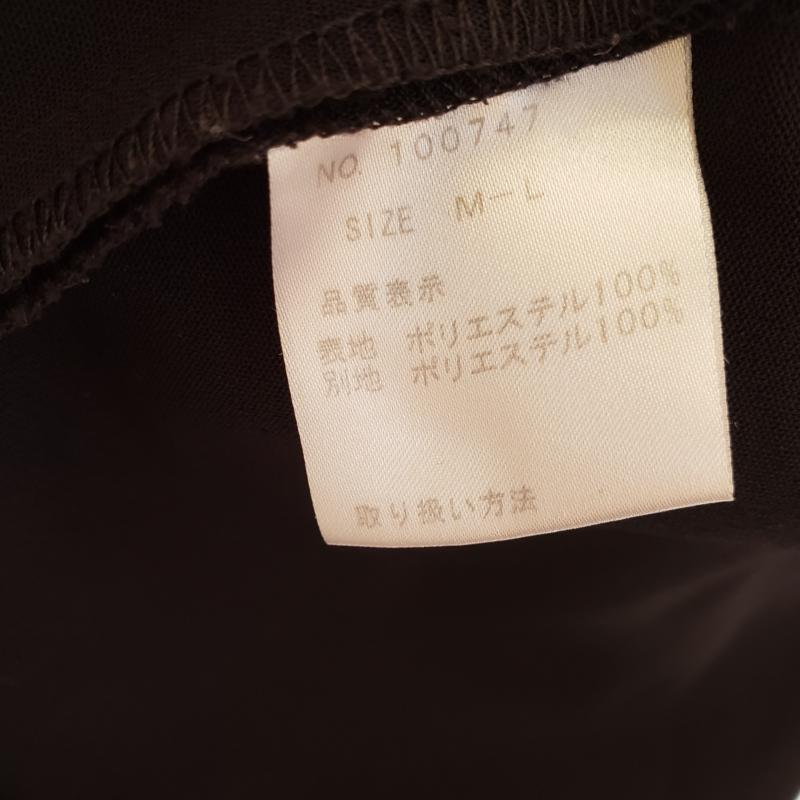 NO. 100747
SIZE M-L
品質表示
表地 ポリエステル100%
別地 ポリエステル100%
取り扱い方法